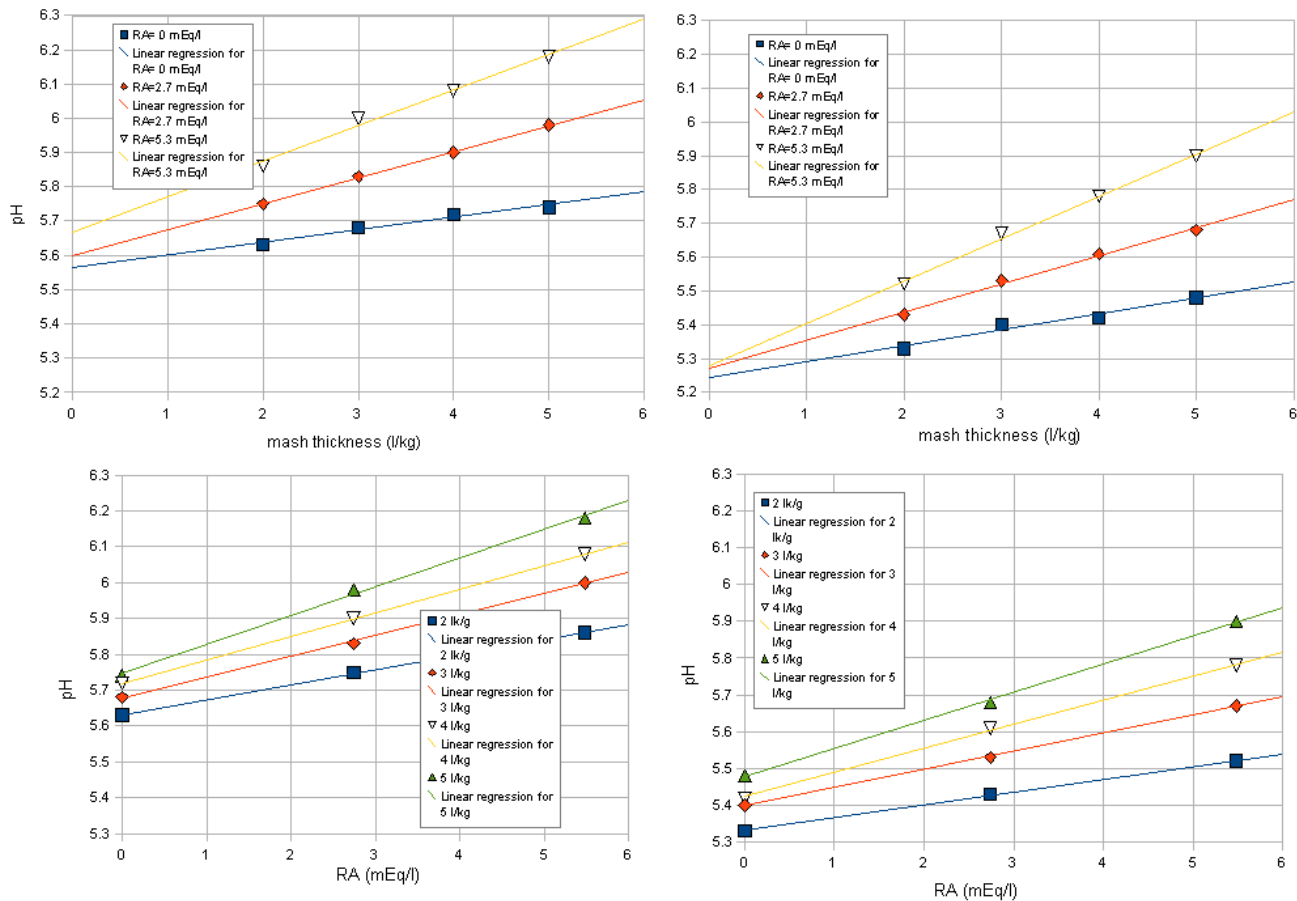 6.3
6.2
6.1
6
5.9
5.8
5.7
5.6
5.5
5.4
5.3
5.2
pH
RA= 0 mEq/l
Linear regression for
RA= 0 mEq/l
RA=2.7 mEq/l
Linear regression for
RA=2.7 mEq/l
RA=5.3 mEq/l
Linear regression for
RA=5.3 mEq/l
0 1 2 3 4 5 6
mash thickness (l/kg)
6.3
6.2
6.1
6
5.9
5.8
5.7
5.6
5.5
5.4
5.3
5.2
RA= 0 mEq/l
Linear regression for
RA= 0 mEq/l
RA=2.7 mEq/l
Linear regression for
RA=2.7 mEq/l
RA=5.3 mEq/l
Linear regression for
RA=5.3 mEq/l
0 1 2 3 4 5 6
mash thickness (l/kg)
6.3
6.2
6.1
6
5.9
5.8
5.7
5.6
5.5
5.4
5.3
pH
2 lk/g
Linear regression for
2 lk/g
3 l/kg
Linear regression for
3 l/kg
4 l/kg
Linear regression for
4 l/kg
5 l/kg
Linear regression for
5 l/kg
0 1 2 3 4 5 6
RA (mEq/l)
6.3
6.2
6.1
6
5.9
5.8
5.7
5.6
5.5
5.4
5.3
pH
2 lk/g
Linear regression for 2
lk/g
3 l/kg
Linear regression for 3
l/kg
4 l/kg
Linear regression for 4
l/kg
5 l/kg
Linear regression for 5
l/kg
0 1 2 3 4 5 6
RA (mEq/l)